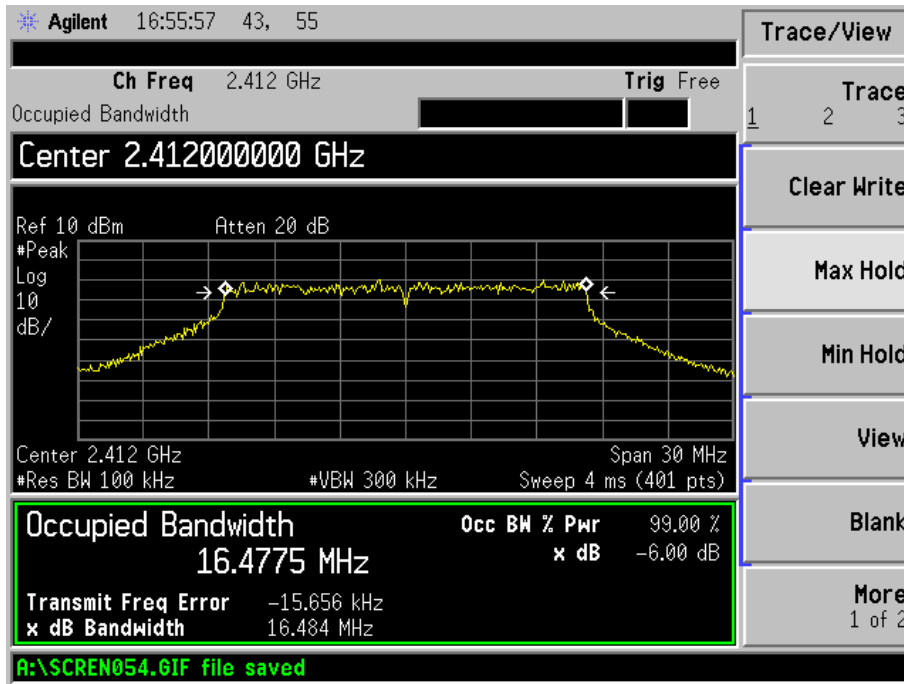 Agilent 16:55:57 43, 55
Trace/View
Ch Freq 2.412 GHz Trig Free
Occupied Bandwidth
Trace
1 2 3
Center 2.412000000 GHz
Clear Write
Ref 10 dBm Atten 20 dB
#Peak
Log
10
dB/
Max Hold
Min Hold
View
Center 2.412 GHz Span 30 MHz
#Res BW 100 kHz #VBW 300 kHz Sweep 4 ms (401 pts)
Occupied Bandwidth Occ BW % Pwr 99.00 %
16.4775 MHz x dB -6.00 dB
Blank
Transmit Freq Error -15.656 kHz
x dB Bandwidth 16.484 MHz
More
1 of 2
A:\SCREN054.GIF file saved